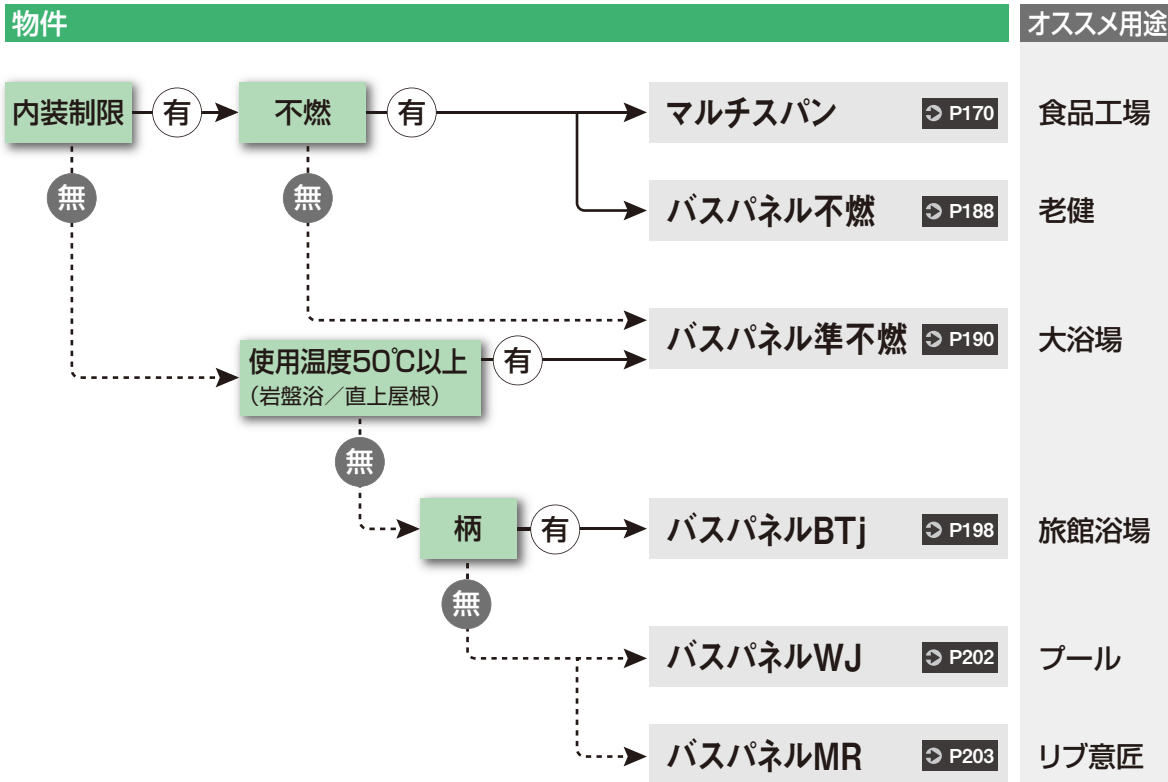 物件
オススメ用途
内装制限
有
不燃
有
マルチスパン
P170
食品工場
無
無
バスパネル不燃
P188
老健
バスパネル準不燃
P190
大浴場
使用温度50℃以上
（岩盤浴／直上屋根）
有
無
柄
有
バスパネルBTj
P198
旅館浴場
無
バスパネルWJ
P202
プール
バスパネルMR
P203
リブ意匠